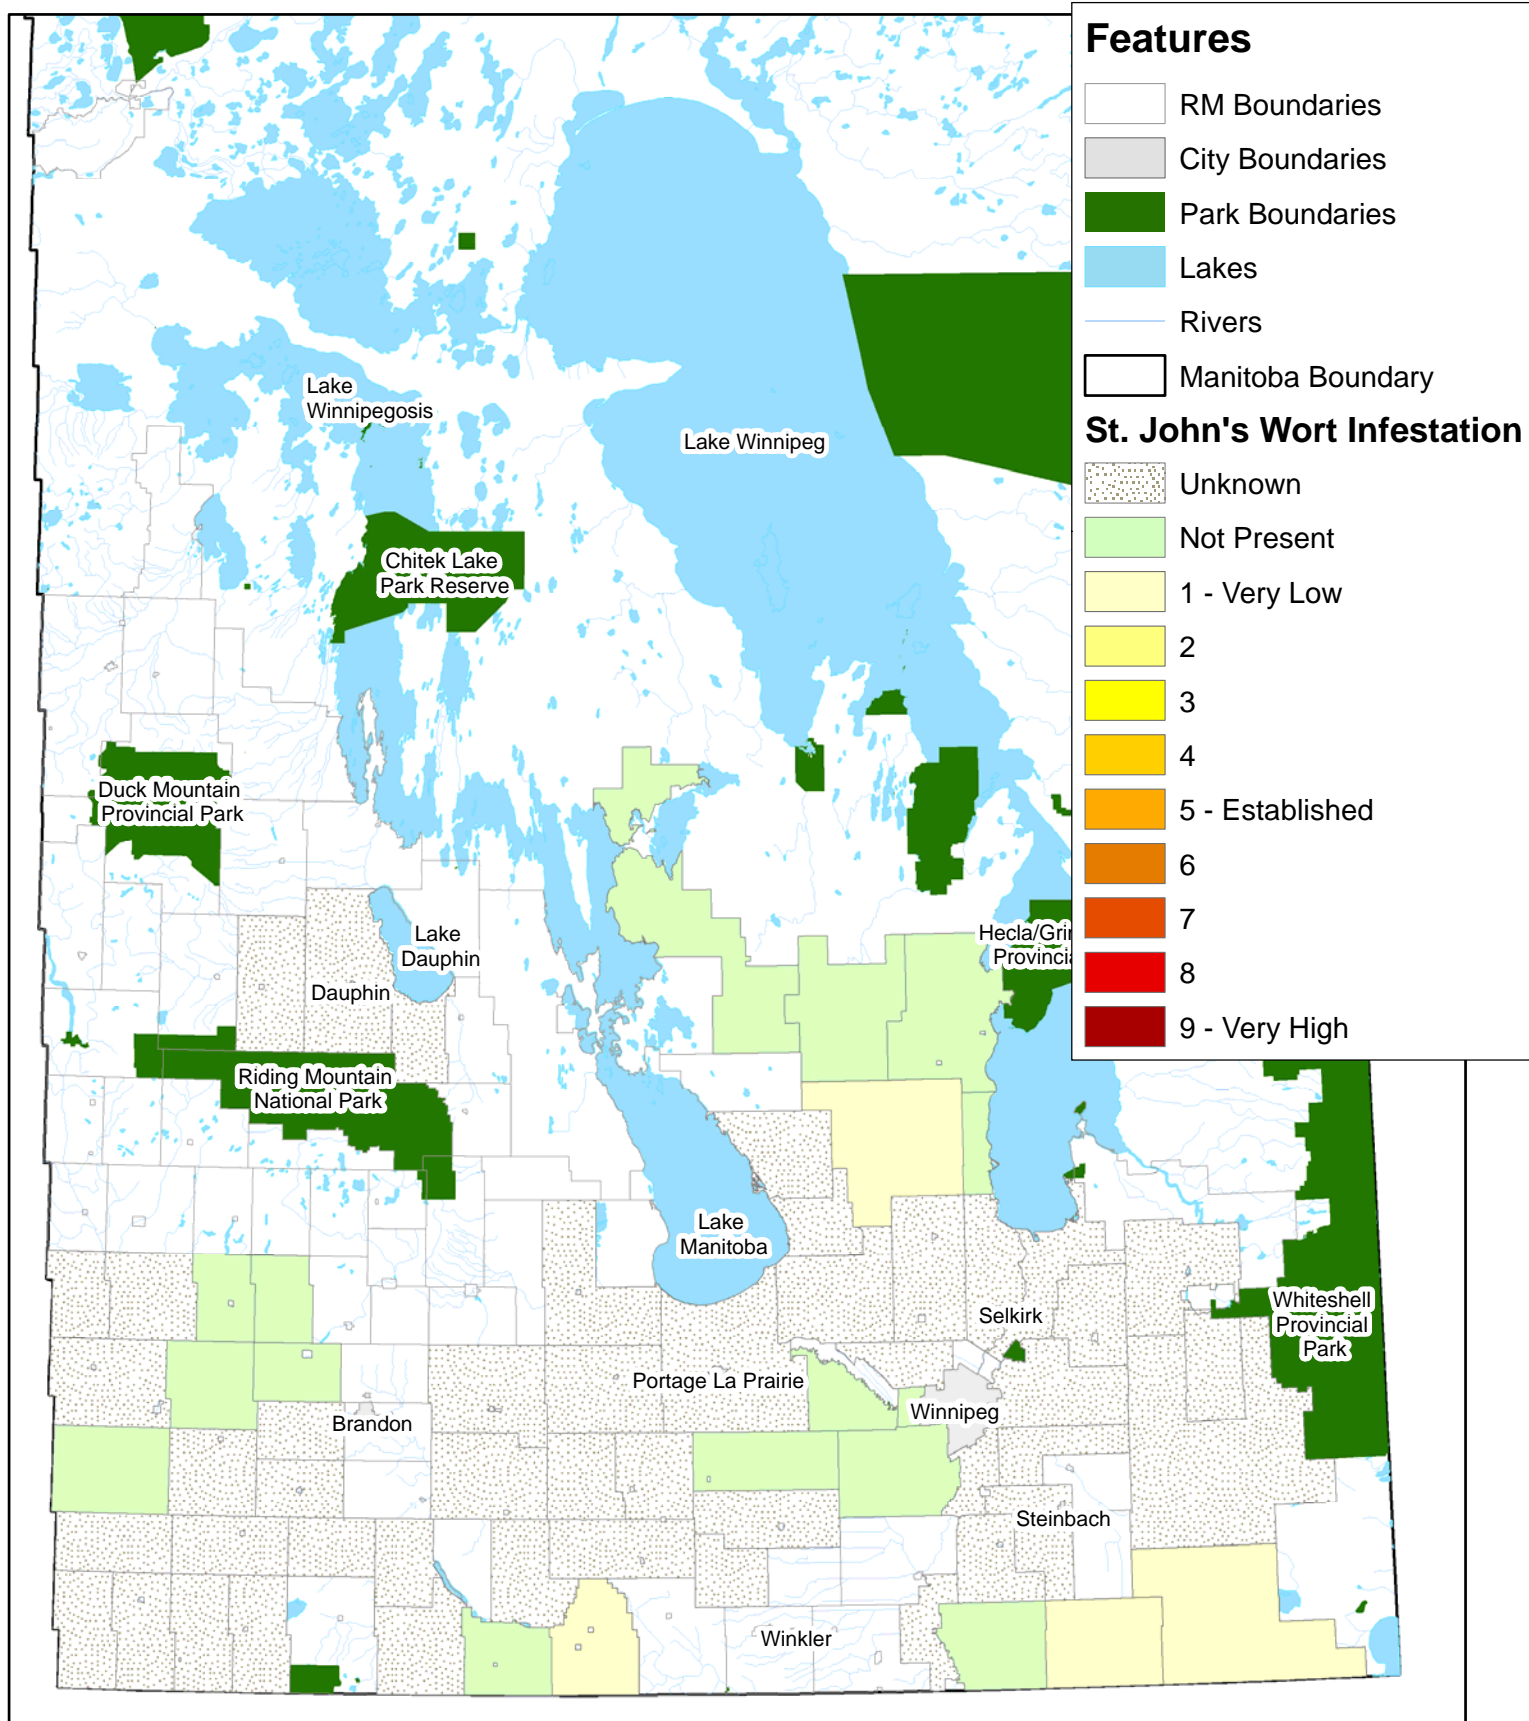 Features
RM Boundaries
City Boundaries
Park Boundaries
Lakes
Rivers
Manitoba Boundary
St. John's Wort Infestation
Unknown
Not Present
1 - Very Low
2
3
4
5 - Established
6
7
8
9 - Very High
Lake
Winnipegosis
Lake Winnipeg
Chitek Lake
Park Reserve
Duck Mountain
Provincial Park
Lake
Dauphin
Dauphin
Hecla/Grin
Provincia
Riding Mountain
National Park
Lake
Manitoba
Selkirk
Whiteshell
Provincial
Park
Portage La Prairie
Winnipeg
Brandon
Steinbach
Winkler